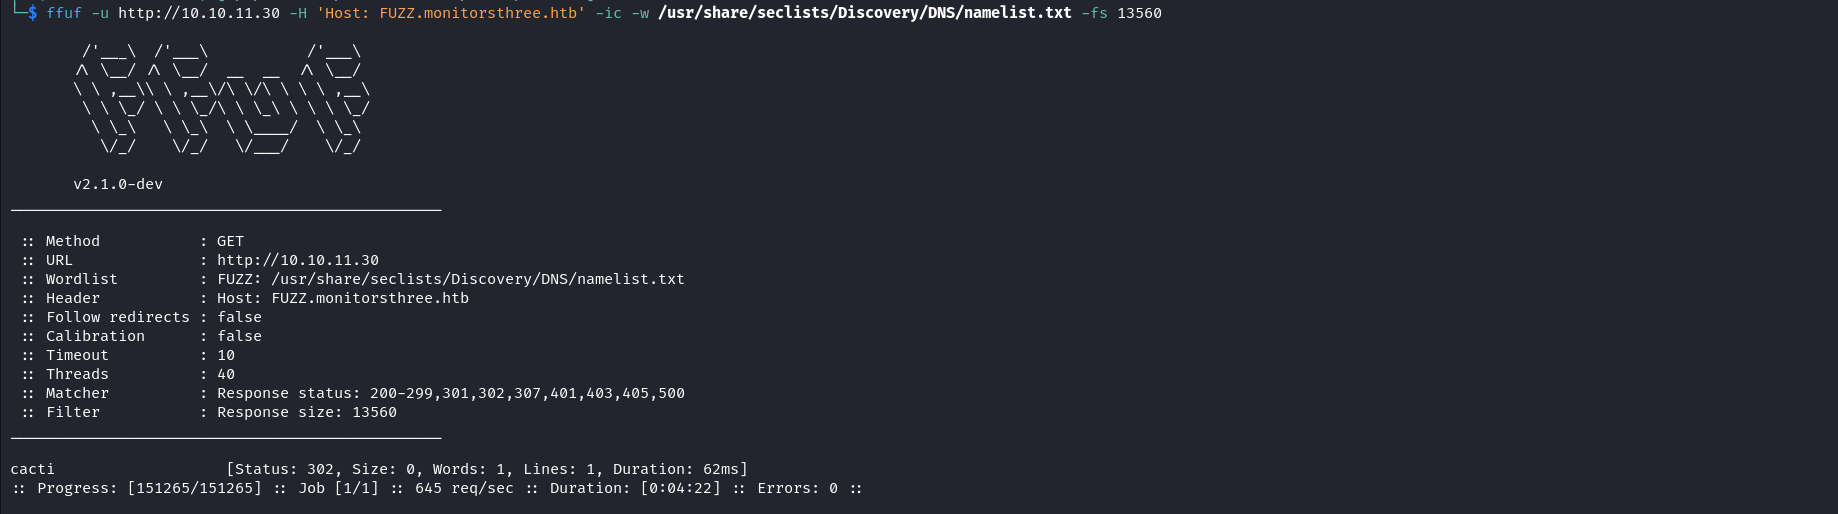 └─$ ffuf -u http://10.10.11.30 -H 'Host: FUZZ.monitorsthree.htb' -ic -w /usr/share/seclists/Discovery/DNS/namelist.txt -fs 13560
        /'___\  /'___\           /'___\
       /\ \__/ /\ \__/  __  __  /\ \__/
       \ \ ,__\\ \ ,__\/\ \/\ \ \ \ ,__\
        \ \ \_/ \ \ \_/\ \ \_\ \ \ \ \_/
         \ \_\   \ \_\  \ \____/  \ \_\
          \/_/    \/_/   \/___/    \/_/
       v2.1.0-dev
________________________________________________
 :: Method           : GET
 :: URL              : http://10.10.11.30
 :: Wordlist         : FUZZ: /usr/share/seclists/Discovery/DNS/namelist.txt
 :: Header           : Host: FUZZ.monitorsthree.htb
 :: Follow redirects : false
 :: Calibration      : false
 :: Timeout          : 10
 :: Threads          : 40
 :: Matcher          : Response status: 200-299,301,302,307,401,403,405,500
 :: Filter           : Response size: 13560
________________________________________________
cacti                   [Status: 302, Size: 0, Words: 1, Lines: 1, Duration: 62ms]
:: Progress: [151265/151265] :: Job [1/1] :: 645 req/sec :: Duration: [0:04:22] :: Errors: 0 ::